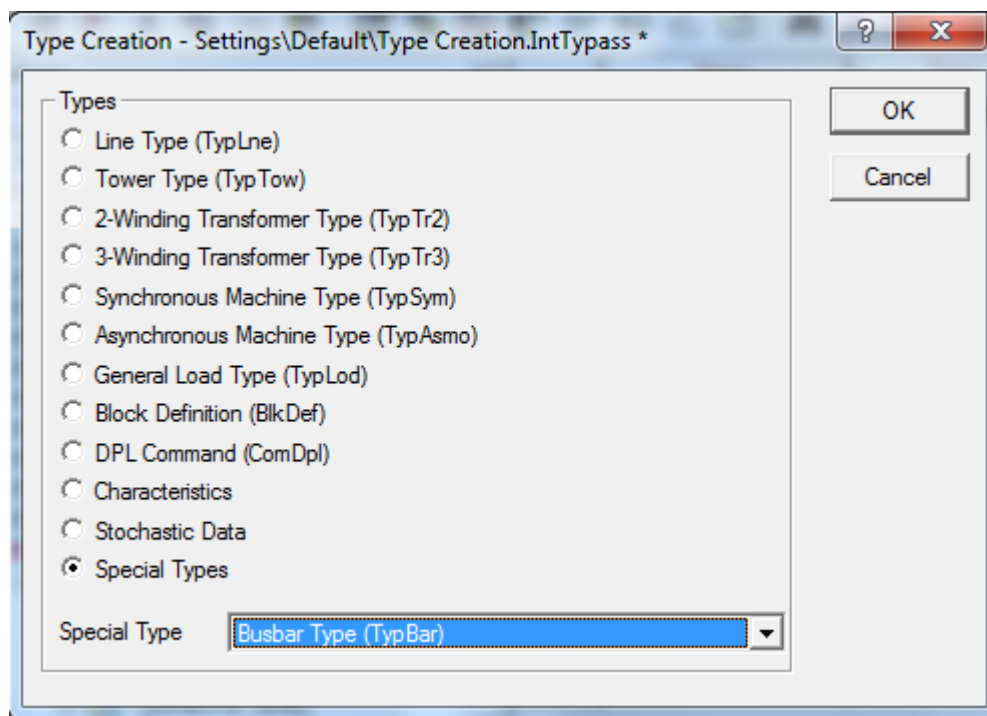 Type Creation - Settings\Default\Type Creation.IntTypass *
?
X
Types
OK
Line Type (TypLne)
Tower Type (TypTow)
Cancel
2-Winding Transformer Type (TypTr2)
3-Winding Transformer Type (TypTr3)
Synchronous Machine Type (TypSym)
Asynchronous Machine Type (TypAsmo)
General Load Type (TypLod)
Block Definition (BlkDef)
DPL Command (ComDpl)
Characteristics
Stochastic Data
Special Types
Special Type Busbar Type (TypBar)